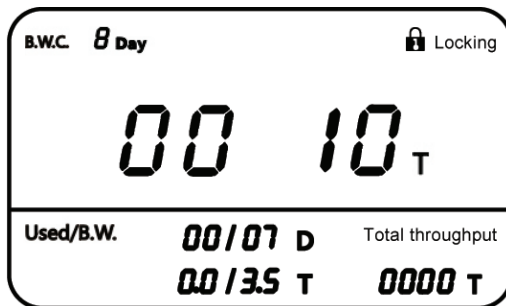 B.W.C. 8 Day Locking
00 10 T
Used/B.W. 00/07 D Total throughput
0.0/3.5 T 0000 T